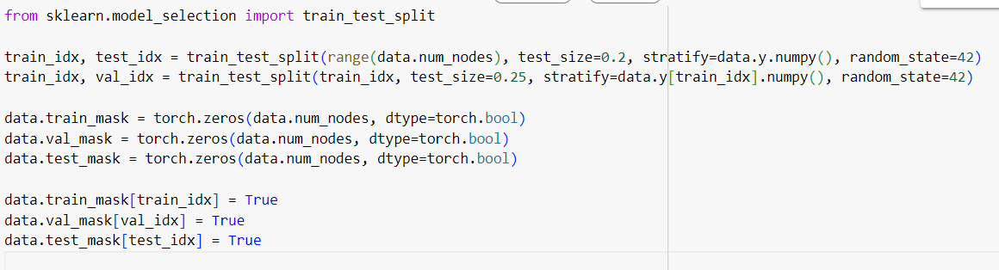 from sklearn.model_selection import train_test_split
train_idx, test_idx = train_test_split(range(data.num_nodes), test_size=0.2, stratify=data.y.numpy(), random_state=42)
train_idx, val_idx = train_test_split(train_idx, test_size=0.25, stratify=data.y[train_idx].numpy(), random_state=42)
data.train_mask = torch.zeros(data.num_nodes, dtype=torch.bool)
data.val_mask = torch.zeros(data.num_nodes, dtype=torch.bool)
data.test_mask = torch.zeros(data.num_nodes, dtype=torch.bool)
data.train_mask[train_idx] = True
data.val_mask[val_idx] = True
data.test_mask[test_idx] = True